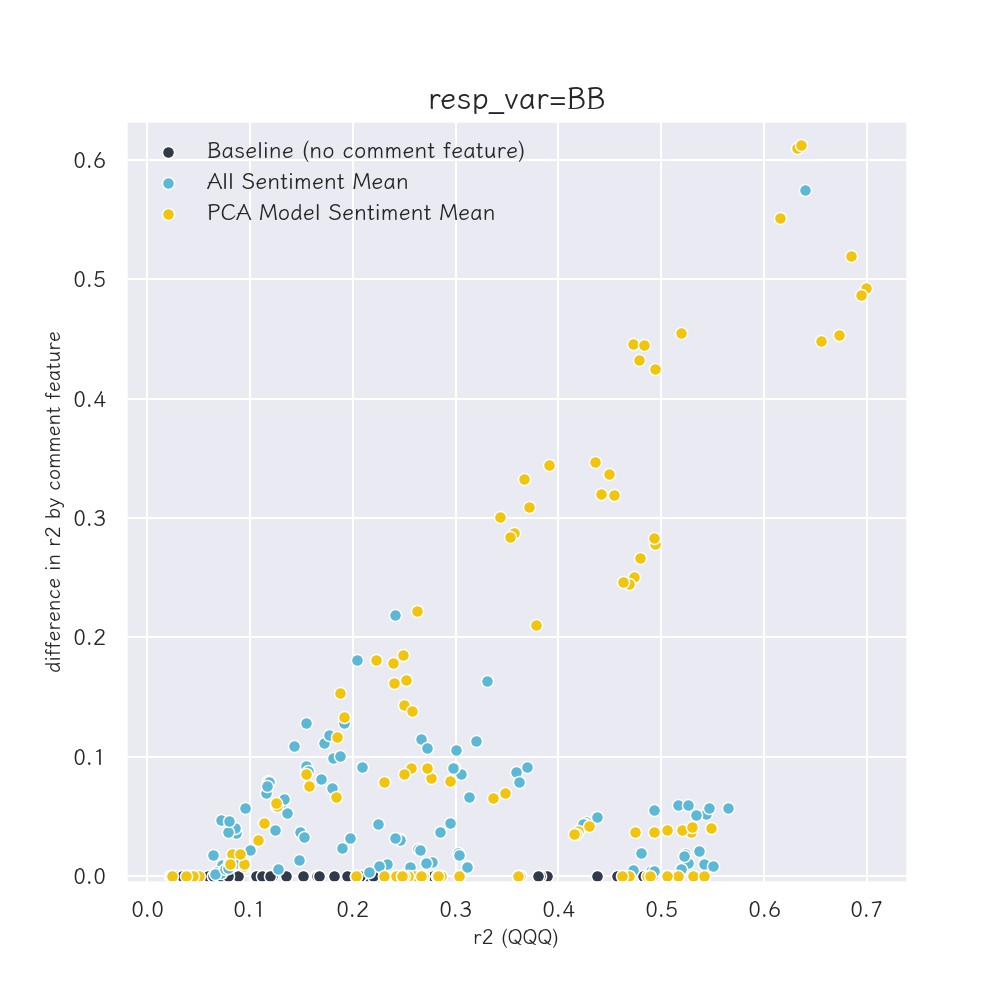 resp_var=BB
Baseline (no comment feature)
All Sentiment Mean
PCA Model Sentiment Mean
difference in r2 by comment feature
0.6
0.5
0.4
0.3
0.2
0.1
0.0
0.0 0.1 0.2 0.3 0.4 0.5 0.6 0.7
r2 (QQQ)